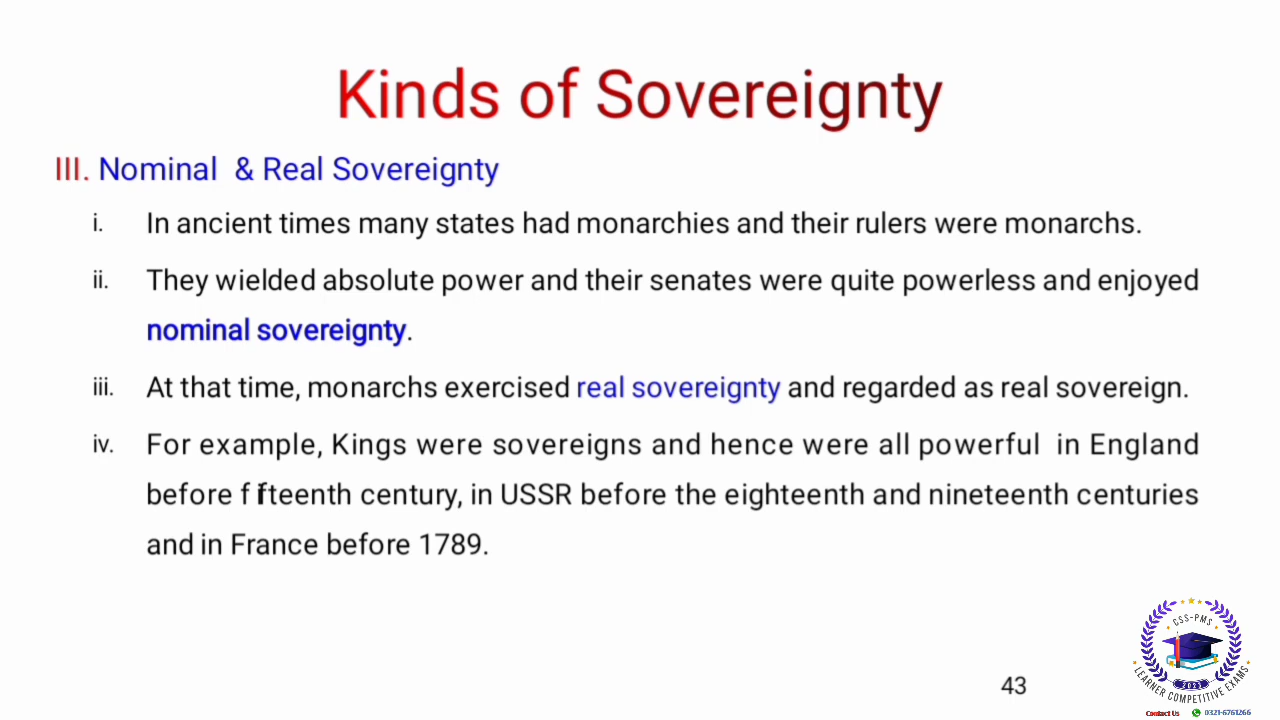 Kinds of Sovereignty
III. Nominal & Real Sovereignty
i. In ancient times many states had monarchies and their rulers were monarchs.
ii. They wielded absolute power and their senates were quite powerless and enjoyed
nominal sovereignty.
iii. At that time, monarchs exercised real sovereignty and regarded as real sovereign.
iv. For example, Kings were sovereigns and hence were all powerful in England
before fifteenth century, in USSR before the eighteenth and nineteenth centuries
and in France before 1789.
CSS-PMS
2021
LEARNER COMPETITIVE EXAMS
43
Contact Us 0321-6761266